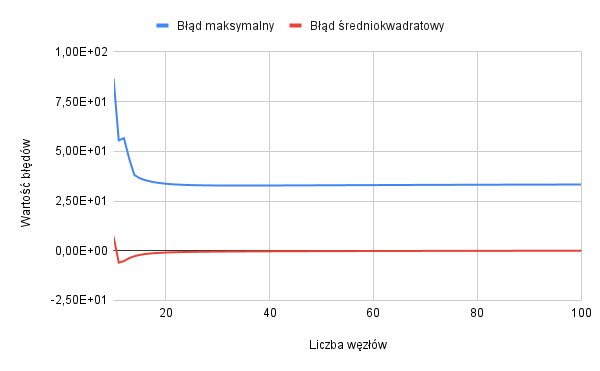 Błąd maksymalny Błąd średniokwadratowy
1,00E+02
7,50E+01
5,00E+01
2,50E+01
0,00E+00
-2,50E+01
Wartość błędów
20 40 60 80 100
Liczba węzłów